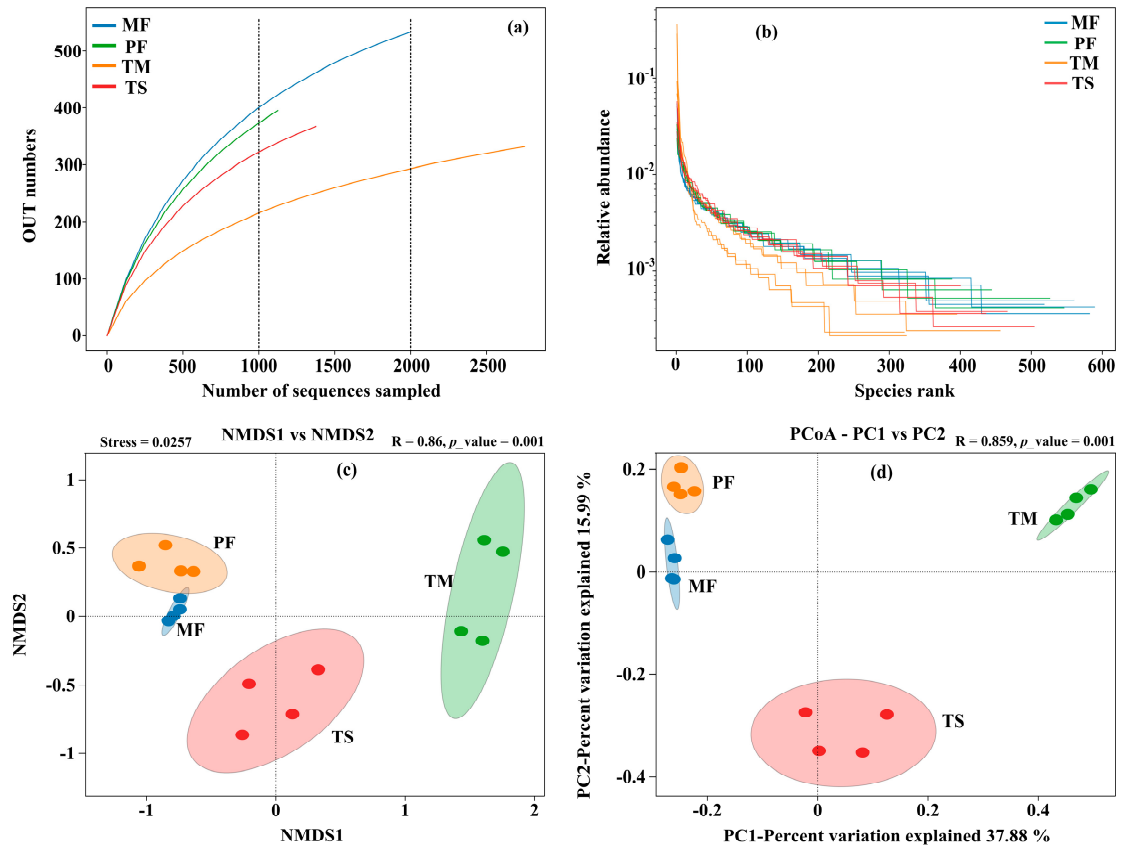 (a)
MF
PF
TM
TS
500
400
300
200
100
0
OUT numbers
0 500 1000 1500 2000 2500
Number of sequences sampled
(b)
MF
PF
TM
TS
10-1
10-2
10-3
Relative abundance
0 100 200 300 400 500 600
Species rank
Stress = 0.0257
NMDS1 vs NMDS2
R − 0.86, p_value − 0.001
(c)
1
0.5
0
-0.5
-1
NMDS2
PF
MF
TM
TS
-1 0 1 2
NMDS1
PCoA - PC1 vs PC2
R = 0.859, p_value = 0.001
(d)
0.2
0
-0.2
-0.4
PC2-Percent variation explained 15.99 %
PF
MF
TM
TS
-0.2 0 0.2 0.4
PC1-Percent variation explained 37.88 %